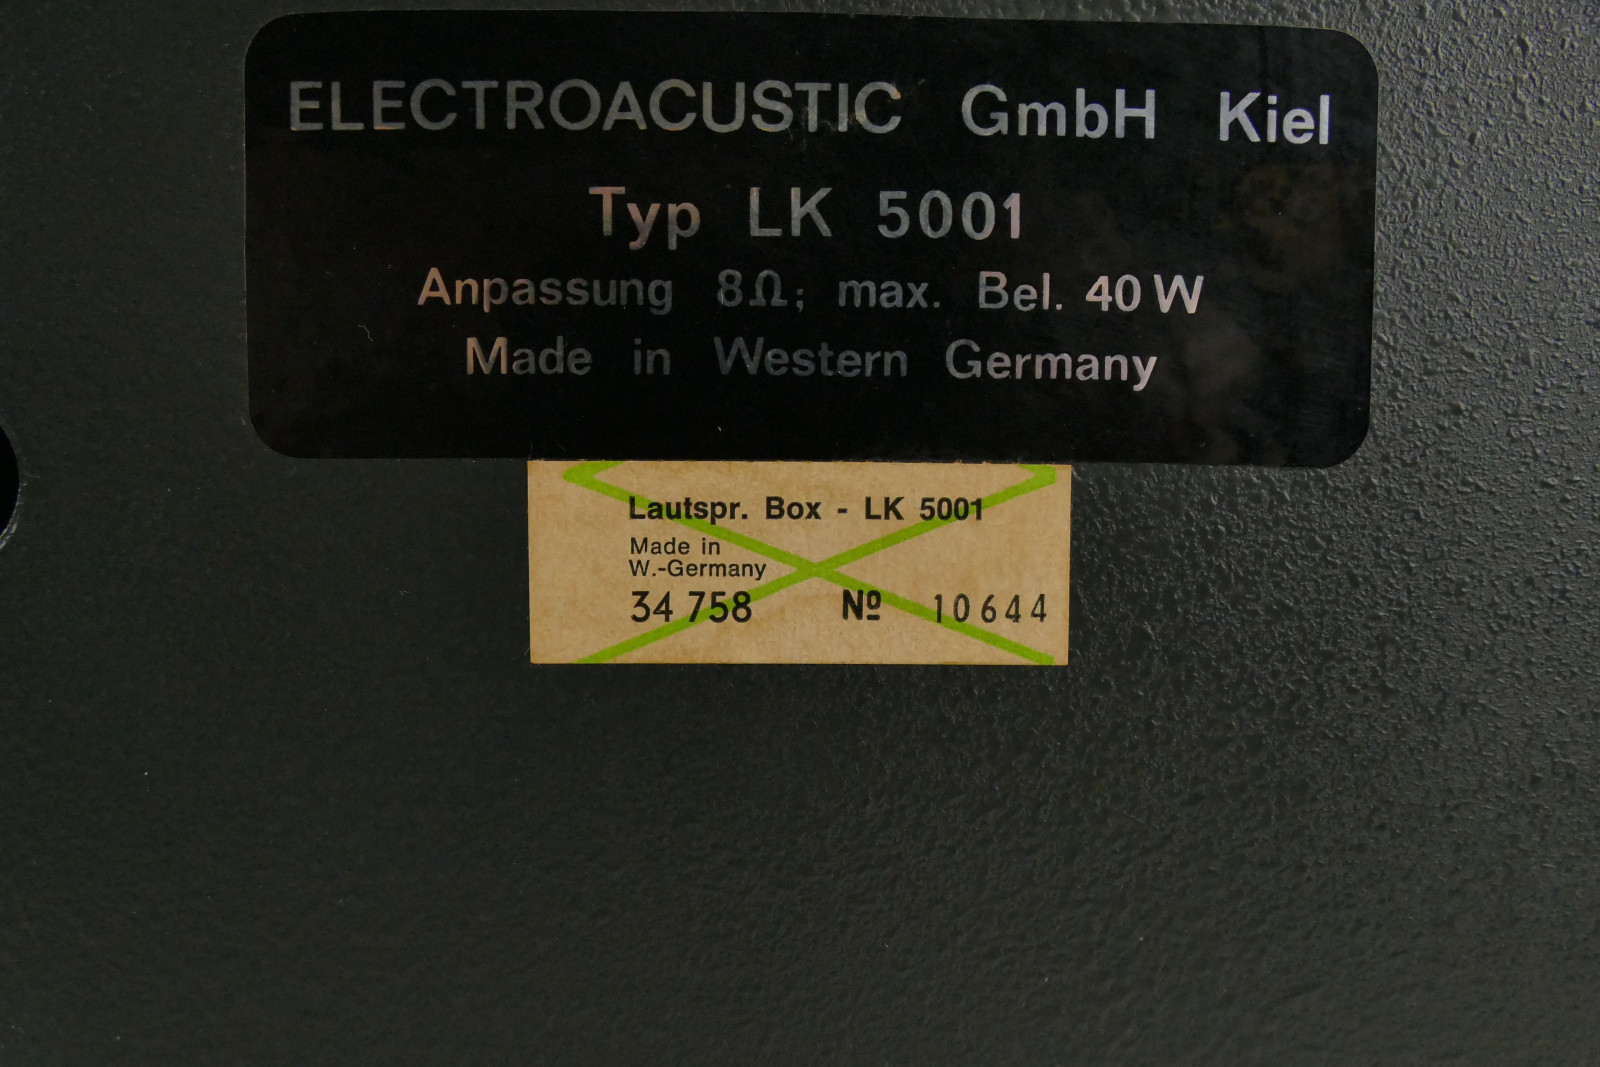 ELECTROACUSTIC GmbH Kiel
Typ LK 5001
Anpassung 8Ω; max. Bel. 40 W
Made in Western Germany
Lautspr. Box - LK 5001
Made in
W.-Germany
34 758 Nº 10644